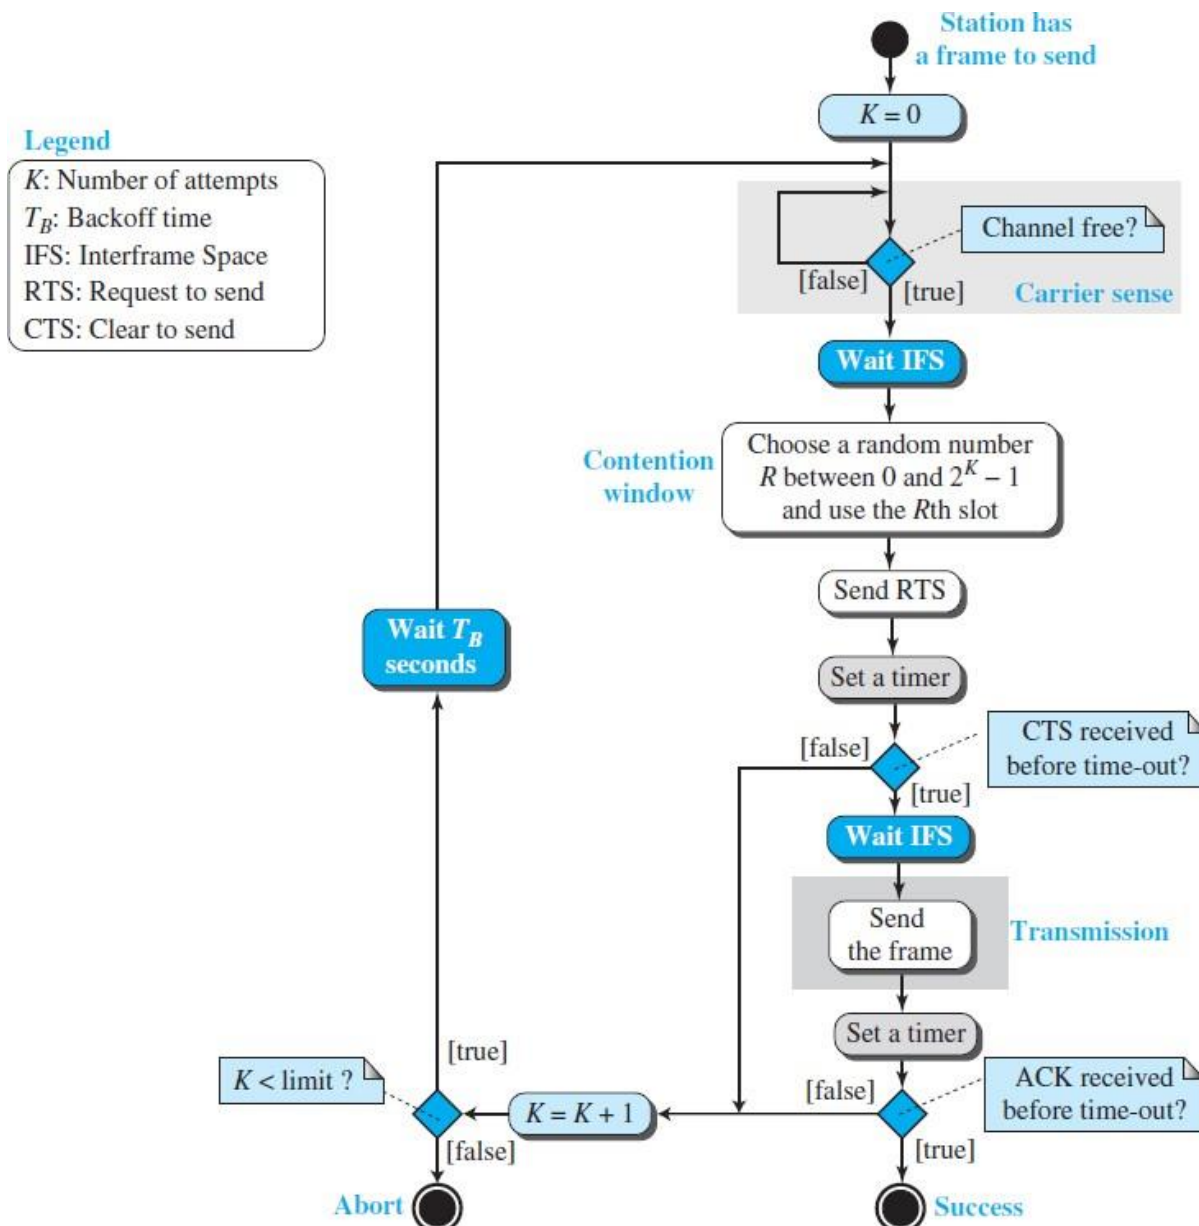 Station has
a frame to send
K = 0
Legend
K: Number of attempts
T_B: Backoff time
IFS: Interframe Space
RTS: Request to send
CTS: Clear to send
Channel free?
[false]
[true]
Carrier sense
Wait IFS
Contention
window
Choose a random number
R between 0 and 2^K – 1
and use the Rth slot
Send RTS
Wait T_B
seconds
Set a timer
[false]
CTS received
before time-out?
[true]
Wait IFS
Send
the frame
Transmission
Set a timer
[true]
K < limit ?
[false]
ACK received
before time-out?
K = K + 1
[false]
[true]
Abort
Success